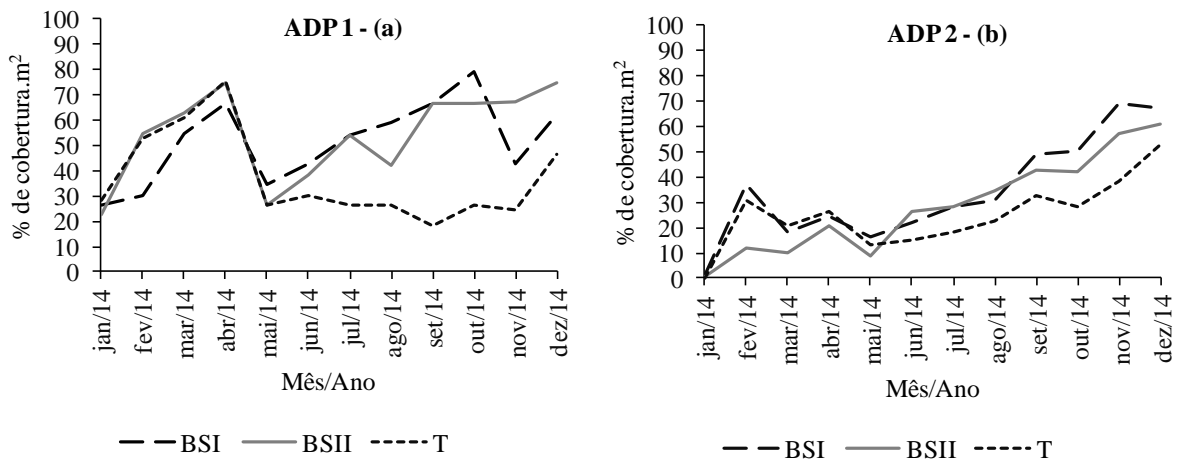 ADP 1 - (a)
% de cobertura.m²
100
90
80
70
60
50
40
30
20
10
0
jan/14
fev/14
mar/14
abr/14
mai/14
jun/14
jul/14
ago/14
set/14
out/14
nov/14
dez/14
Mês/Ano
BSI BSII T
ADP 2 - (b)
% de cobertura.m²
100
90
80
70
60
50
40
30
20
10
0
jan/14
fev/14
mar/14
abr/14
mai/14
jun/14
jul/14
ago/14
set/14
out/14
nov/14
dez/14
Mês/Ano
BSI BSII T